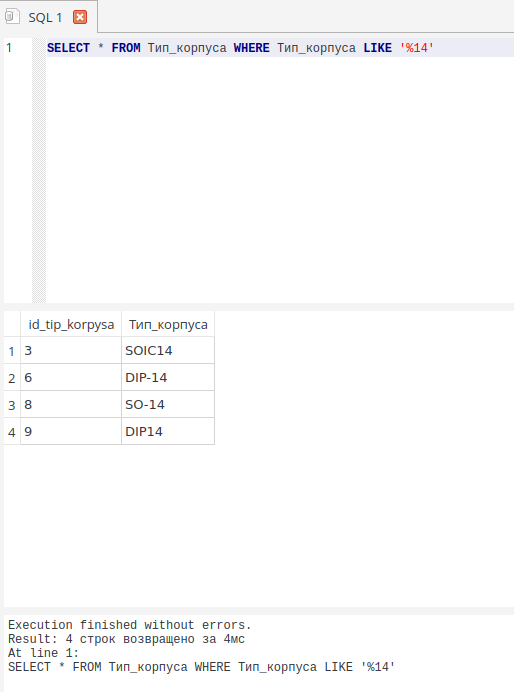 SQL 1
1 SELECT * FROM Тип_корпуса WHERE Тип_корпуса LIKE '%14'
id_tip_korpysa Тип_корпуса
1 3 SOIC14
2 6 DIP-14
3 8 SO-14
4 9 DIP14
Execution finished without errors.
Result: 4 строк возвращено за 4мс
At line 1:
SELECT * FROM Тип_корпуса WHERE Тип_корпуса LIKE '%14'